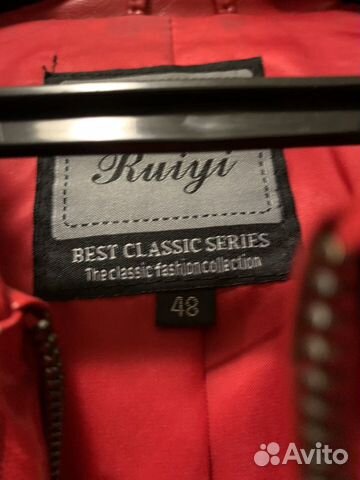 Ruiyi
BEST CLASSIC SERIES
The classic fashion collection
48
Avito